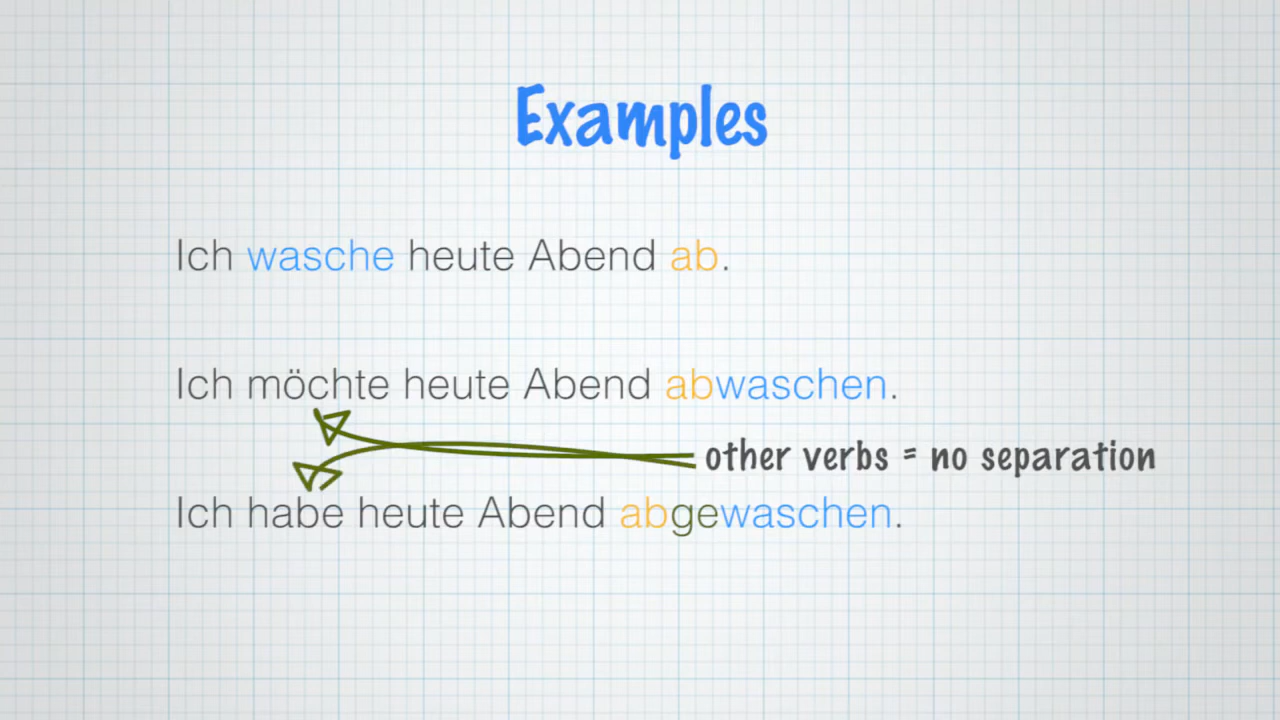 Examples
Ich wasche heute Abend ab.
Ich möchte heute Abend abwaschen.
other verbs = no separation
Ich habe heute Abend abgewaschen.